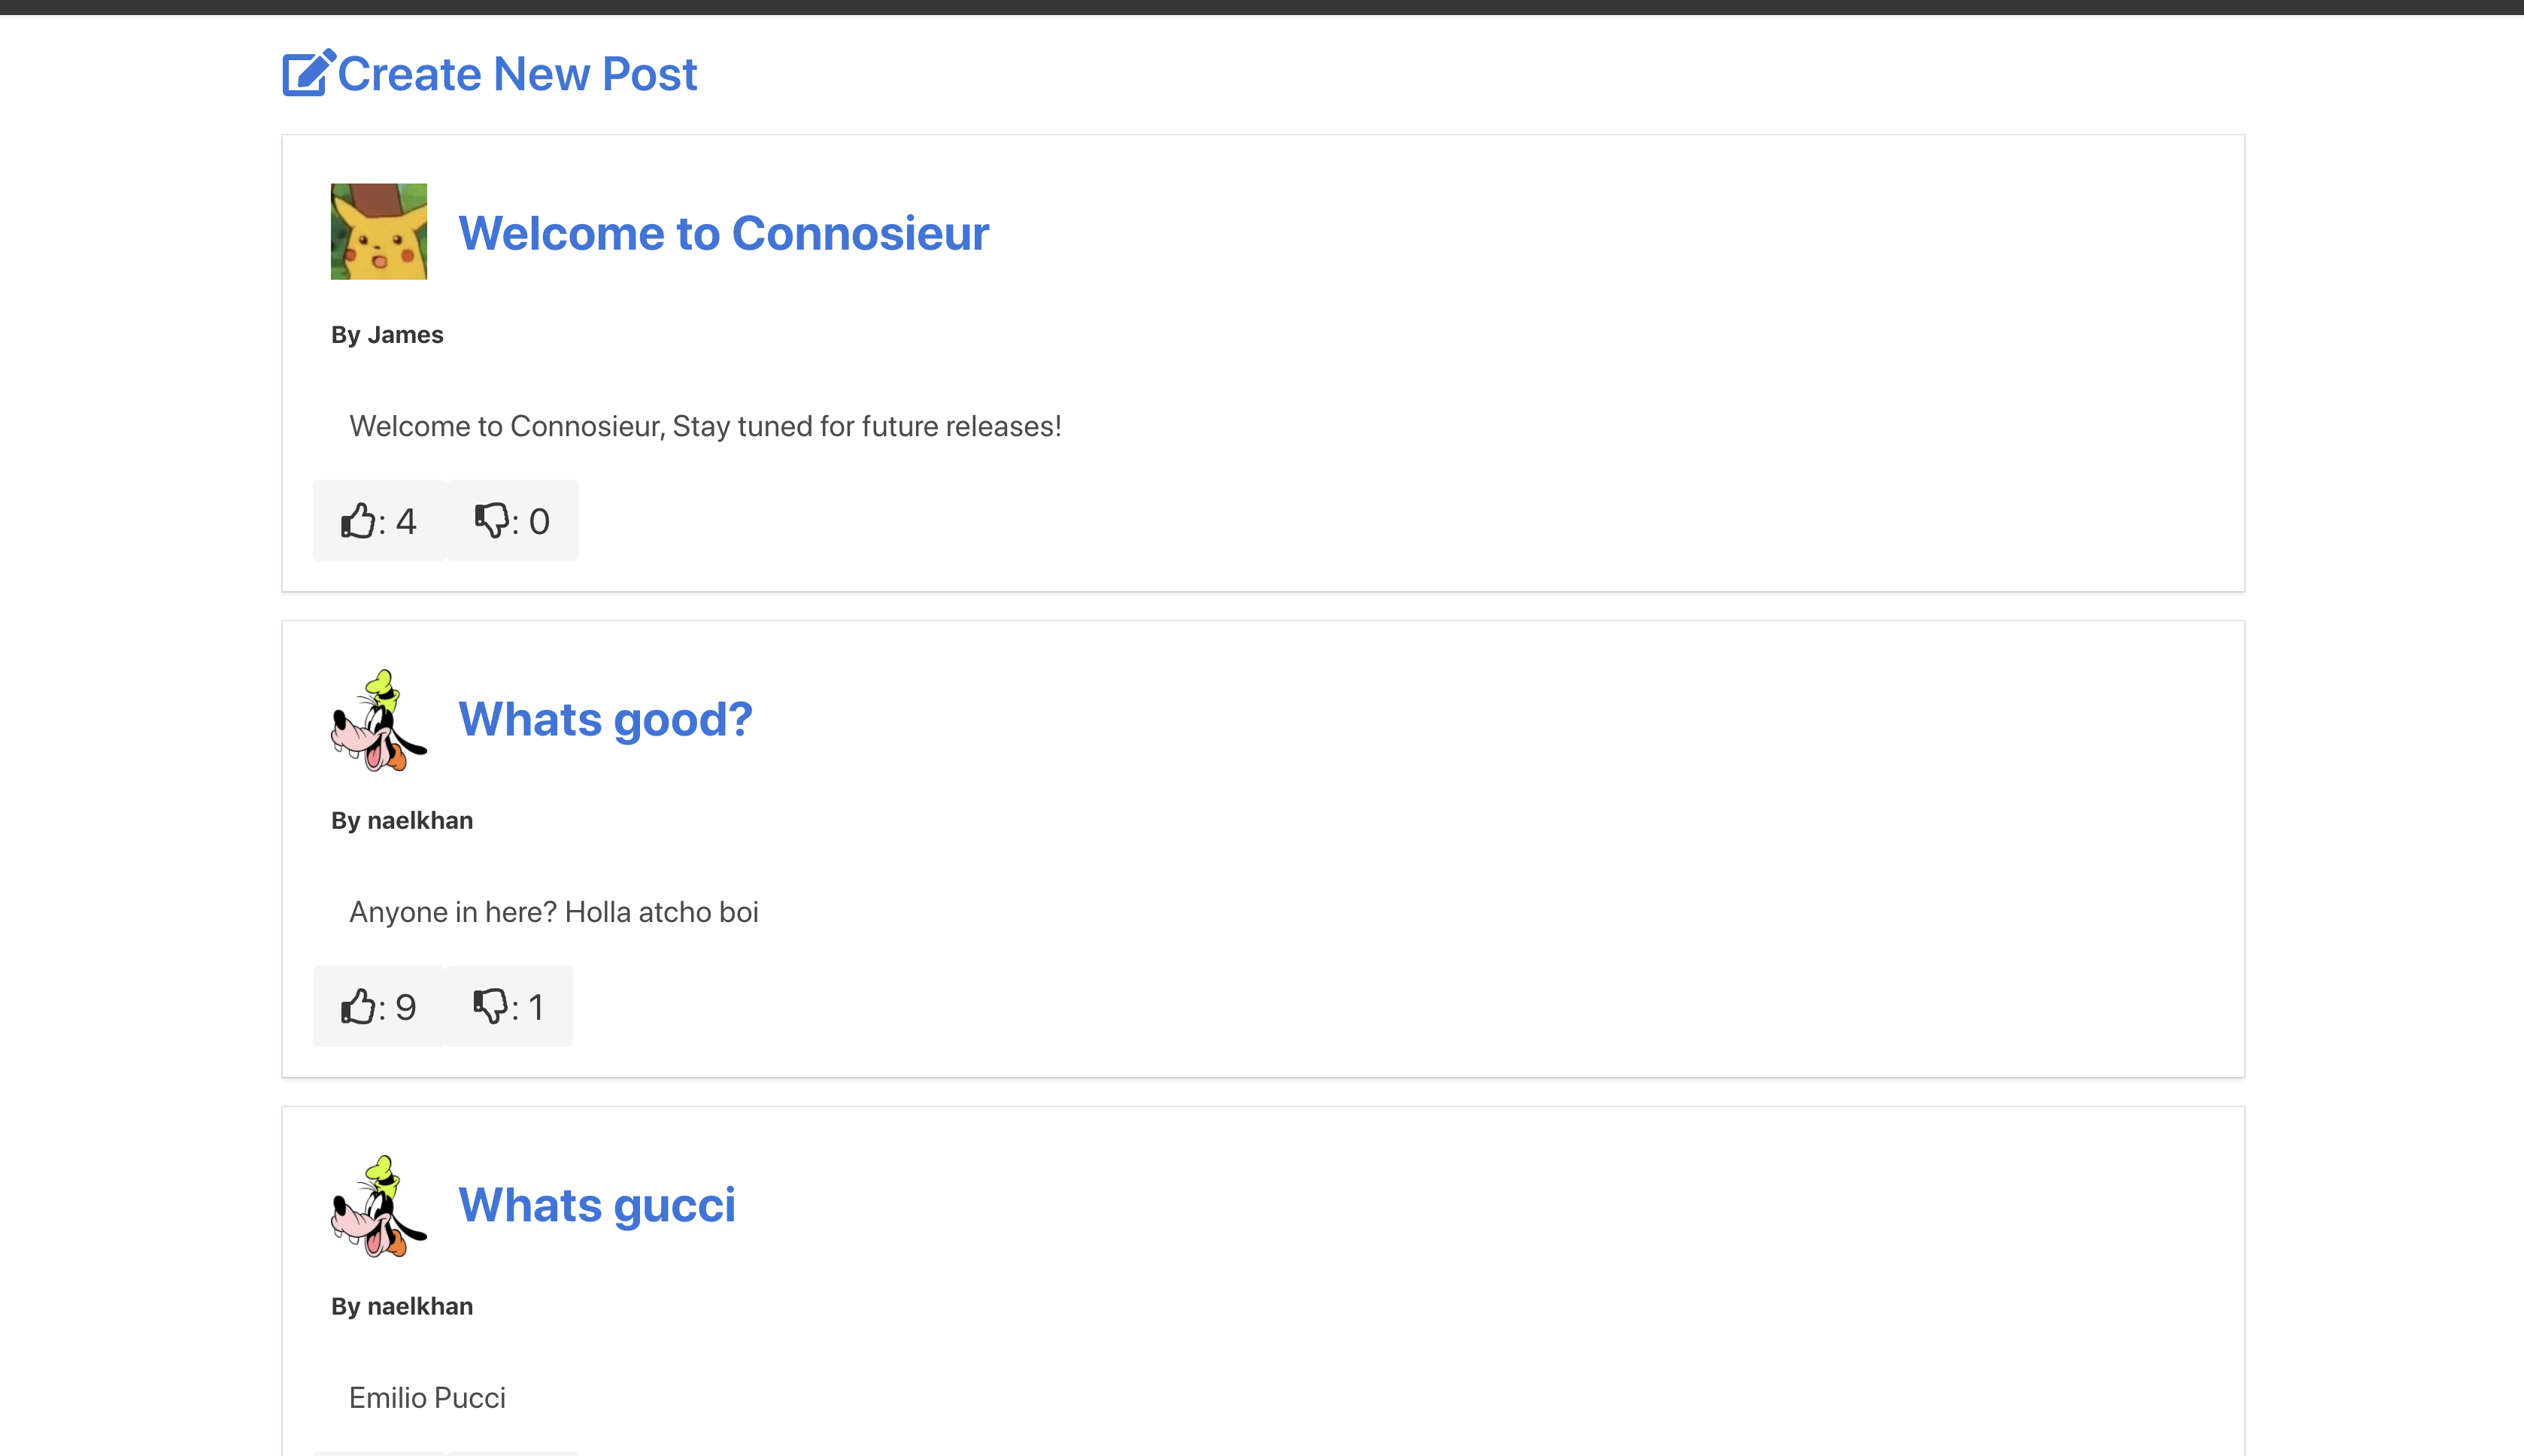 Create New Post
Welcome to Connosieur
By James
Welcome to Connosieur, Stay tuned for future releases!
: 4 : 0
Whats good?
By naelkhan
Anyone in here? Holla atcho boi
: 9 : 1
Whats gucci
By naelkhan
Emilio Pucci